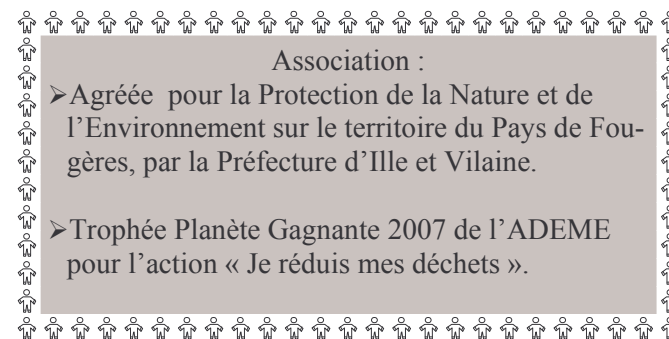 Association :
➢Agréée pour la Protection de la Nature et de
l’Environnement sur le territoire du Pays de Fou-
gères, par la Préfecture d’Ille et Vilaine.
➢Trophée Planète Gagnante 2007 de l’ADEME
pour l’action « Je réduis mes déchets ».